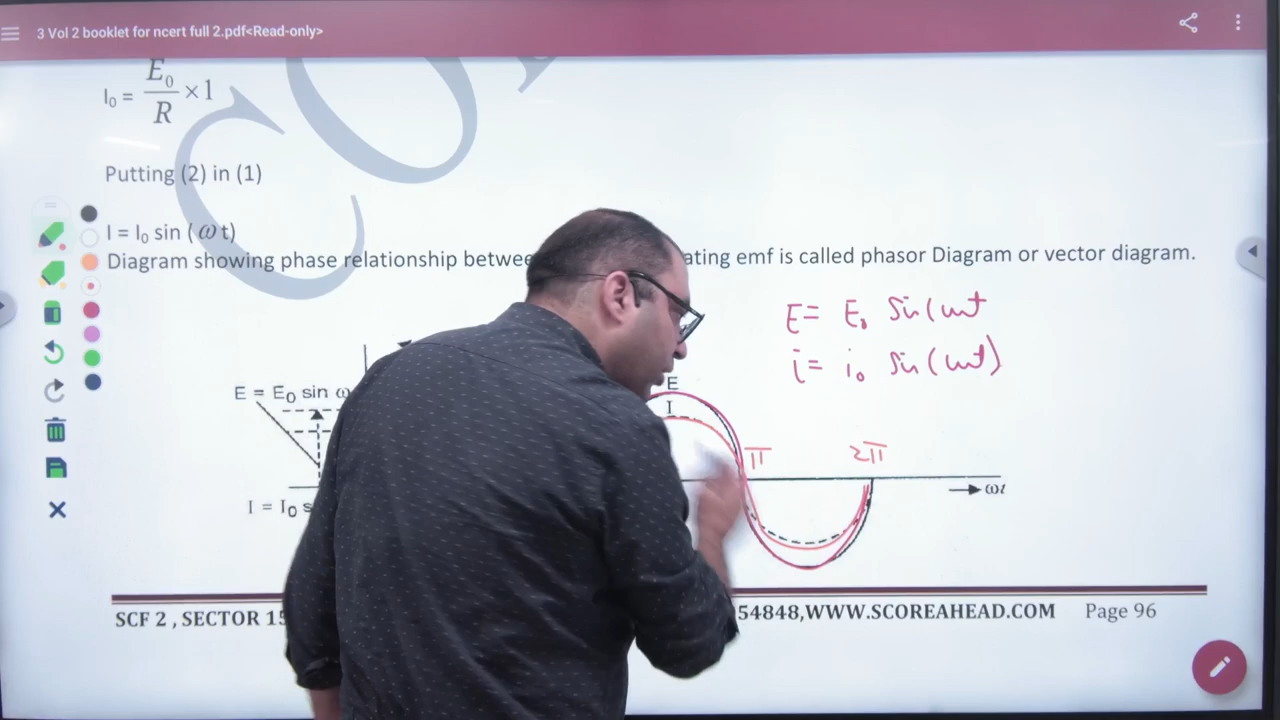 3 Vol 2 booklet for ncert full 2.pdf<Read-only>
I₀ = E₀/R ×1
Putting (2) in (1)
I = I₀ sin ( ω t)
Diagram showing phase relationship betwee ating emf is called phasor Diagram or vector diagram.
E = E₀ sin (ωt
i = i₀ sin (ωt)
E = E₀ sin ω
E
I
π
2π
ωt
I = I₀ s
SCF 2 , SECTOR 15 54848,WWW.SCOREAHEAD.COM Page 96